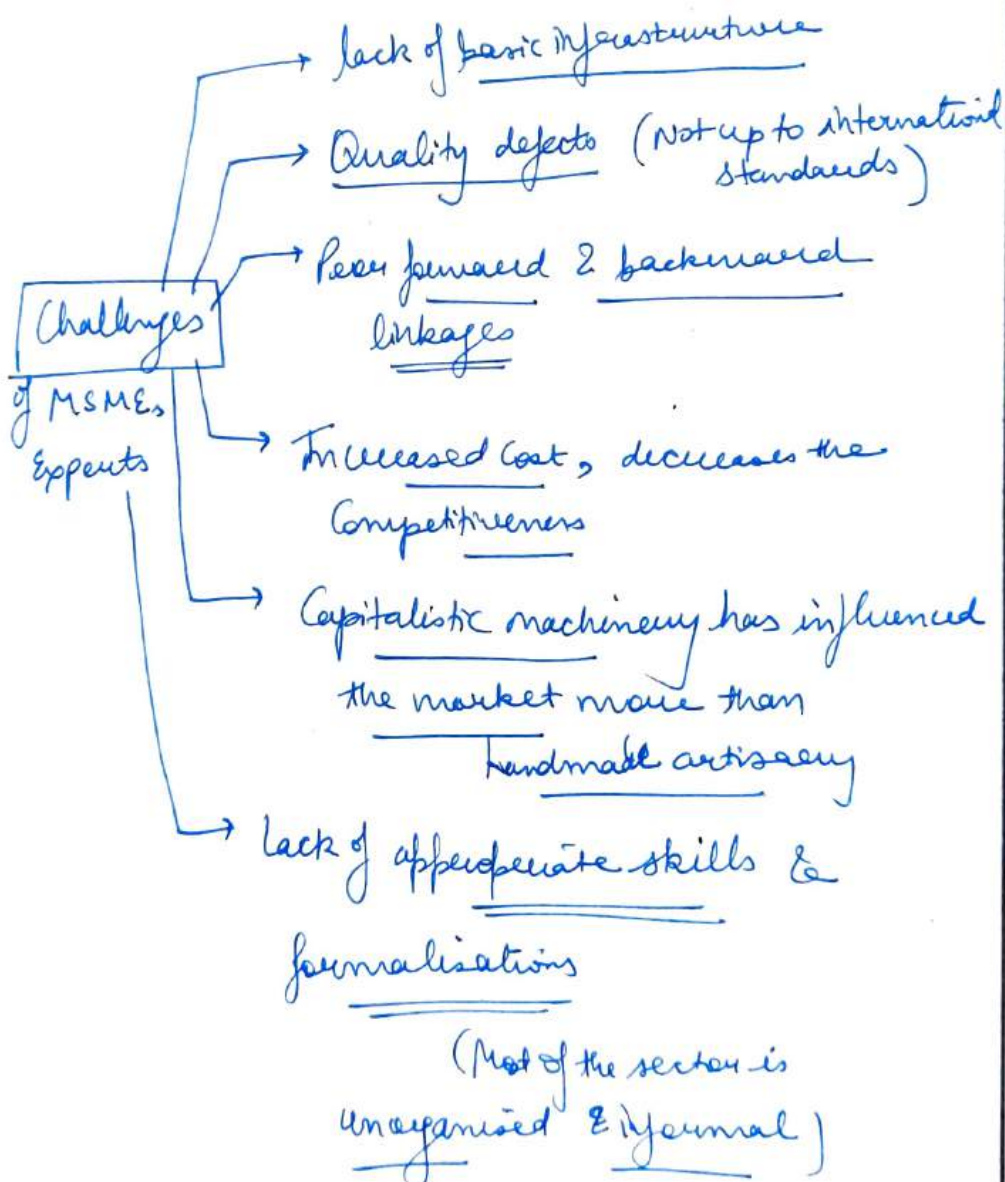 lack of basic infrastructure
Quality defects (Not up to international
standards)
Poor forward & backward
linkages
Challenges
of MSMEs
Exports
Increased cost, decreases the
Competitiveness
Capitalistic machinery has influenced
the market more than
handmade artisary
lack of appropriate skills &
formalisations
(Most of the sector is
unorganised & informal)